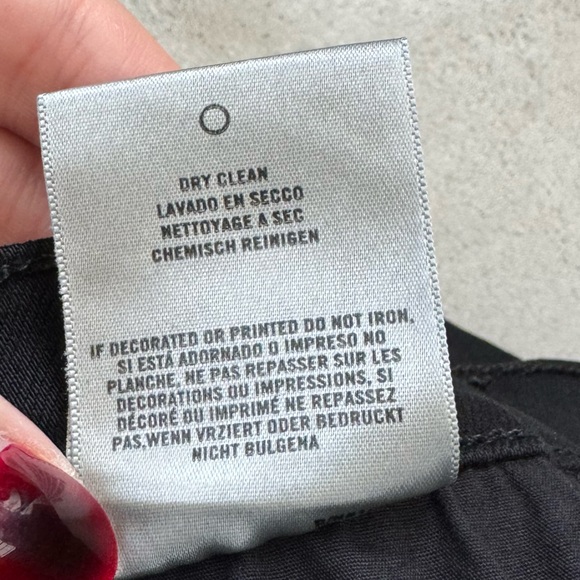 DRY CLEAN
LAVADO EN SECCO
NETTOYAGE A SEC
CHEMISCH REINIGEN
IF DECORATED OR PRINTED DO NOT IRON.
SI ESTÁ ADORNADO O IMPRESO NO
PLANCHE, NE PAS REPASSER SUR LES
DECORATIONS OU IMPRESSIONS, SI
DÉCORÉ OU IMPRIMÉ NE REPASSEZ
PAS,WENN VRZIERT ODER BEDRUCKT
NICHT BULGEMA